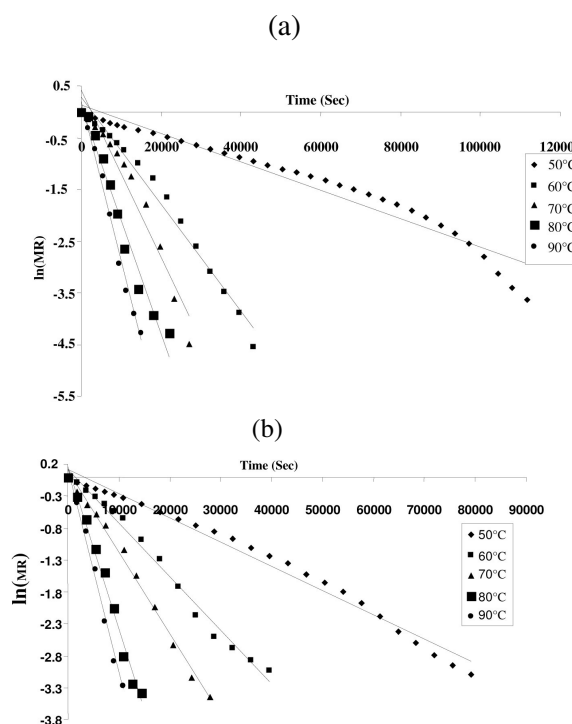 (a)
0.5
Time (Sec)
0 20000 40000 60000 80000 100000 12000
-0.5
-1.5
-2.5
-3.5
-4.5
-5.5
ln(MR)
50°C
60°C
70°C
80°C
90°C
(b)
0.2
Time (Sec)
0 10000 20000 30000 40000 50000 60000 70000 80000 90000
-0.3
-0.8
-1.3
-1.8
-2.3
-2.8
-3.3
-3.8
ln(MR)
50°C
60°C
70°C
80°C
90°C